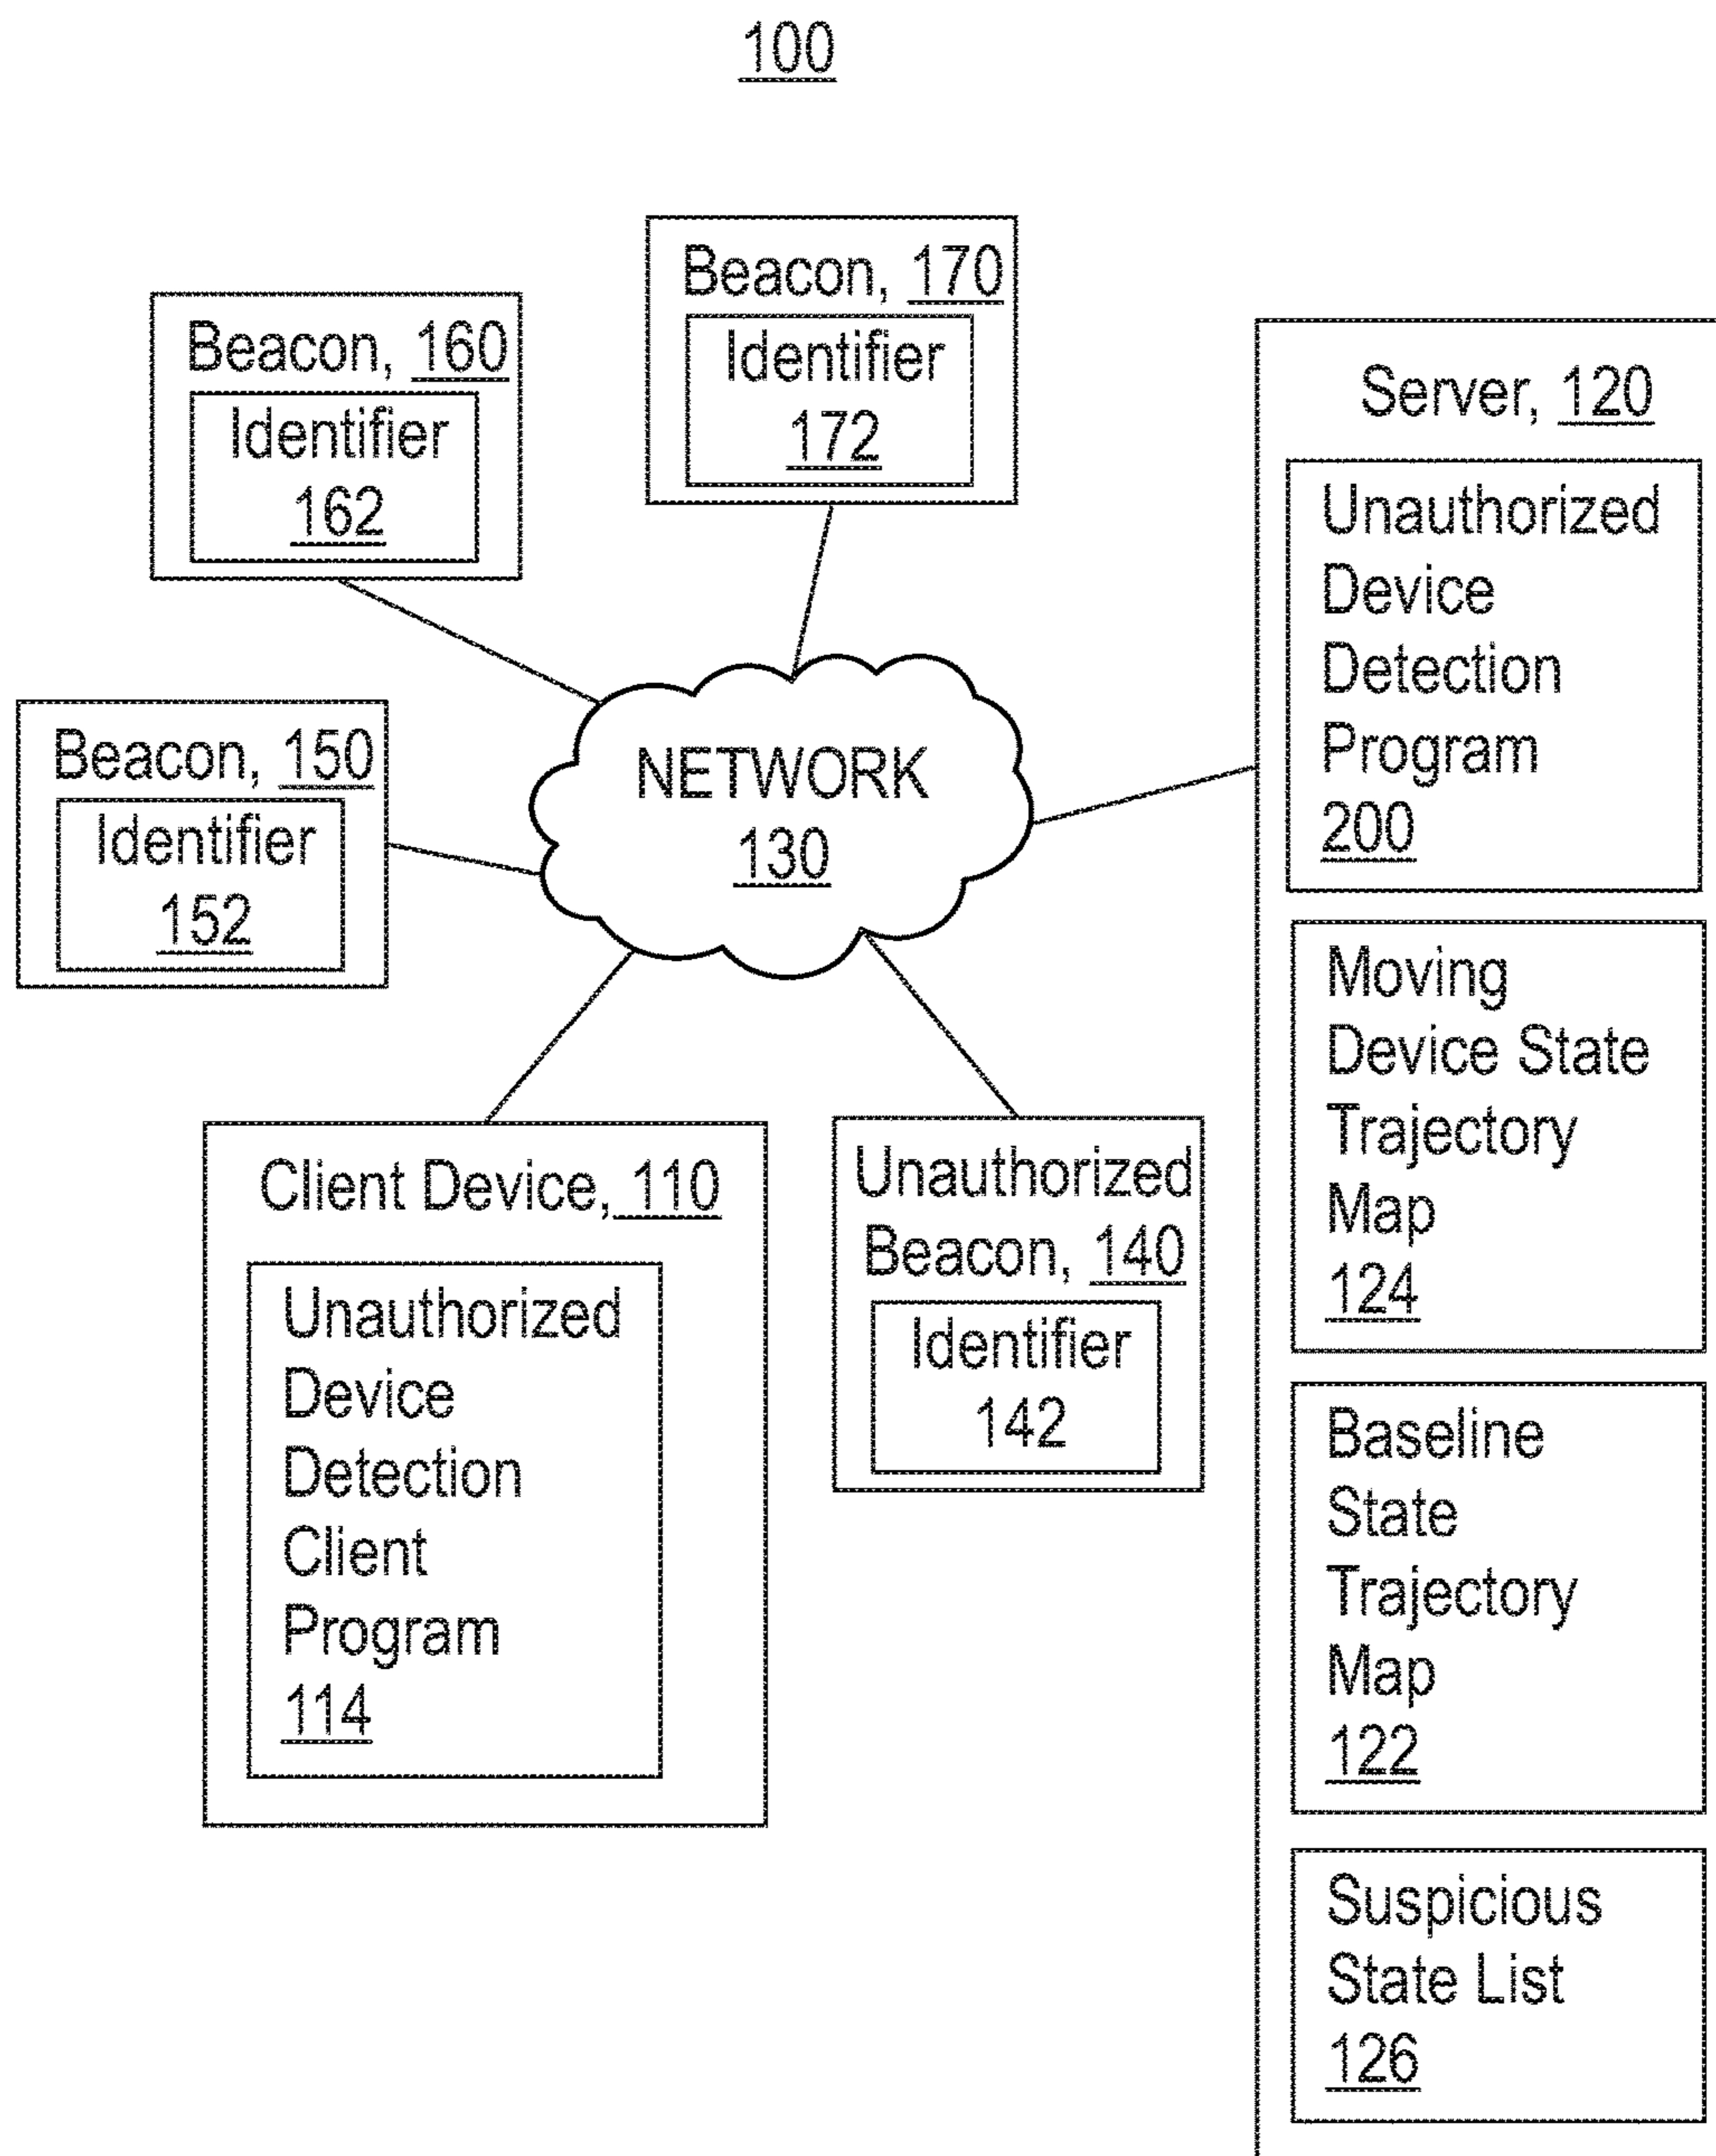 100
Beacon, 170
Identifier
172
Beacon, 160
Identifier
162
Beacon, 150
Identifier
152
NETWORK
130
Server, 120
Unauthorized
Device
Detection
Program
200
Moving
Device State
Trajectory
Map
124
Baseline
State
Trajectory
Map
122
Suspicious
State List
126
Client Device, 110
Unauthorized
Device
Detection
Client
Program
114
Unauthorized
Beacon, 140
Identifier
142